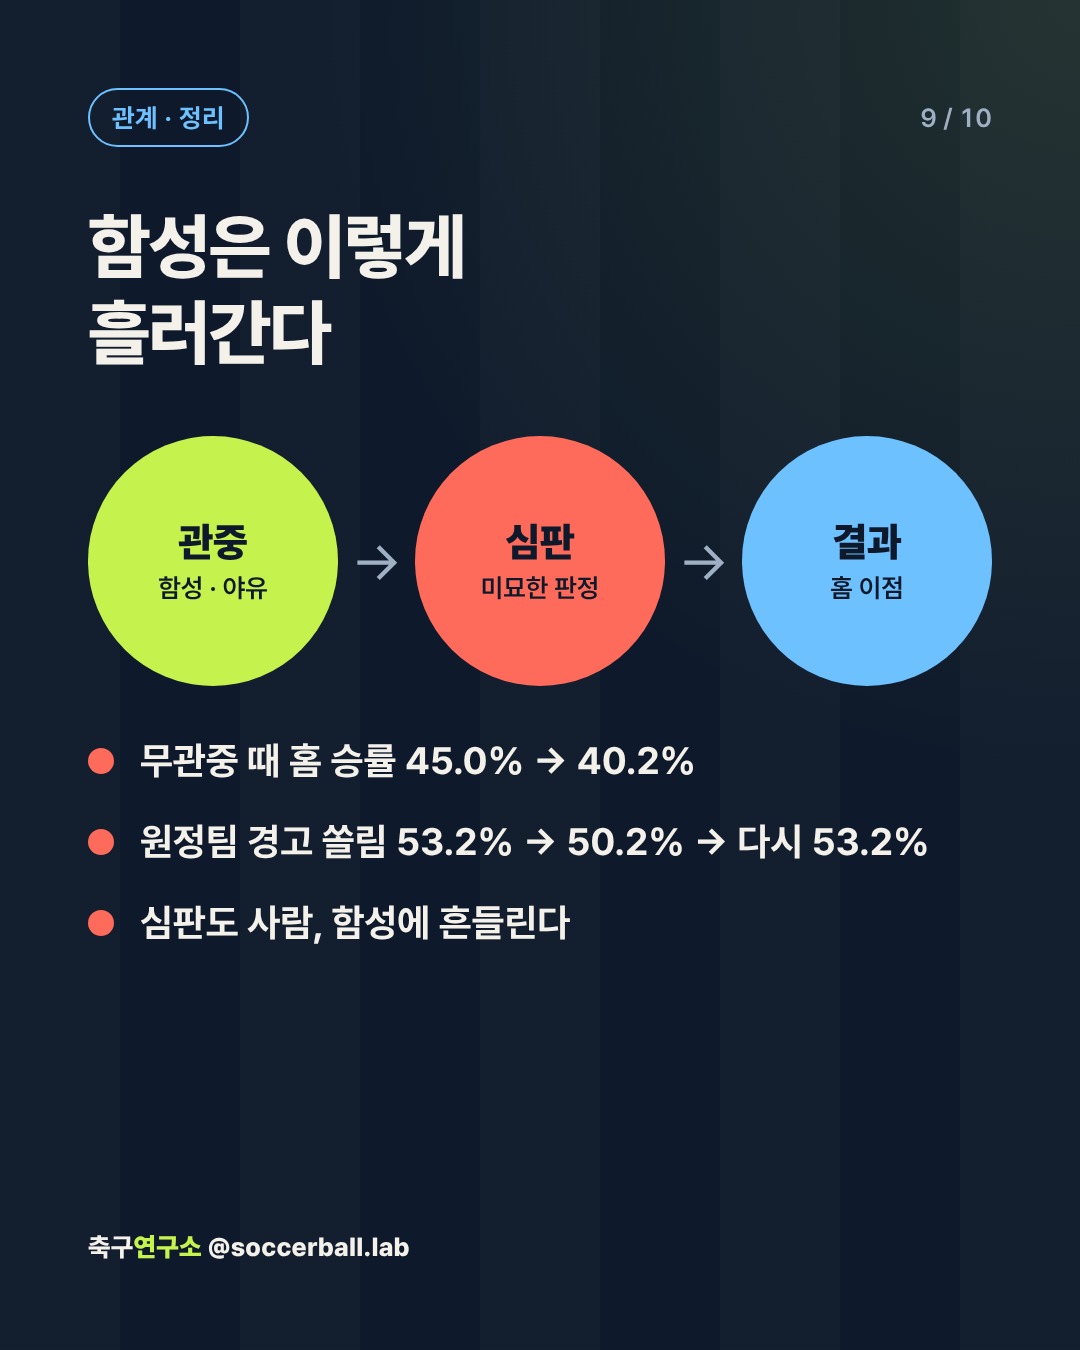 관계 · 정리
9 / 10
함성은 이렇게
흘러간다
관중
함성 · 야유
→
심판
미묘한 판정
→
결과
홈 이점
무관중 때 홈 승률 45.0% → 40.2%
원정팀 경고 쏠림 53.2% → 50.2% → 다시 53.2%
심판도 사람, 함성에 흔들린다
축구연구소 @soccerball.lab